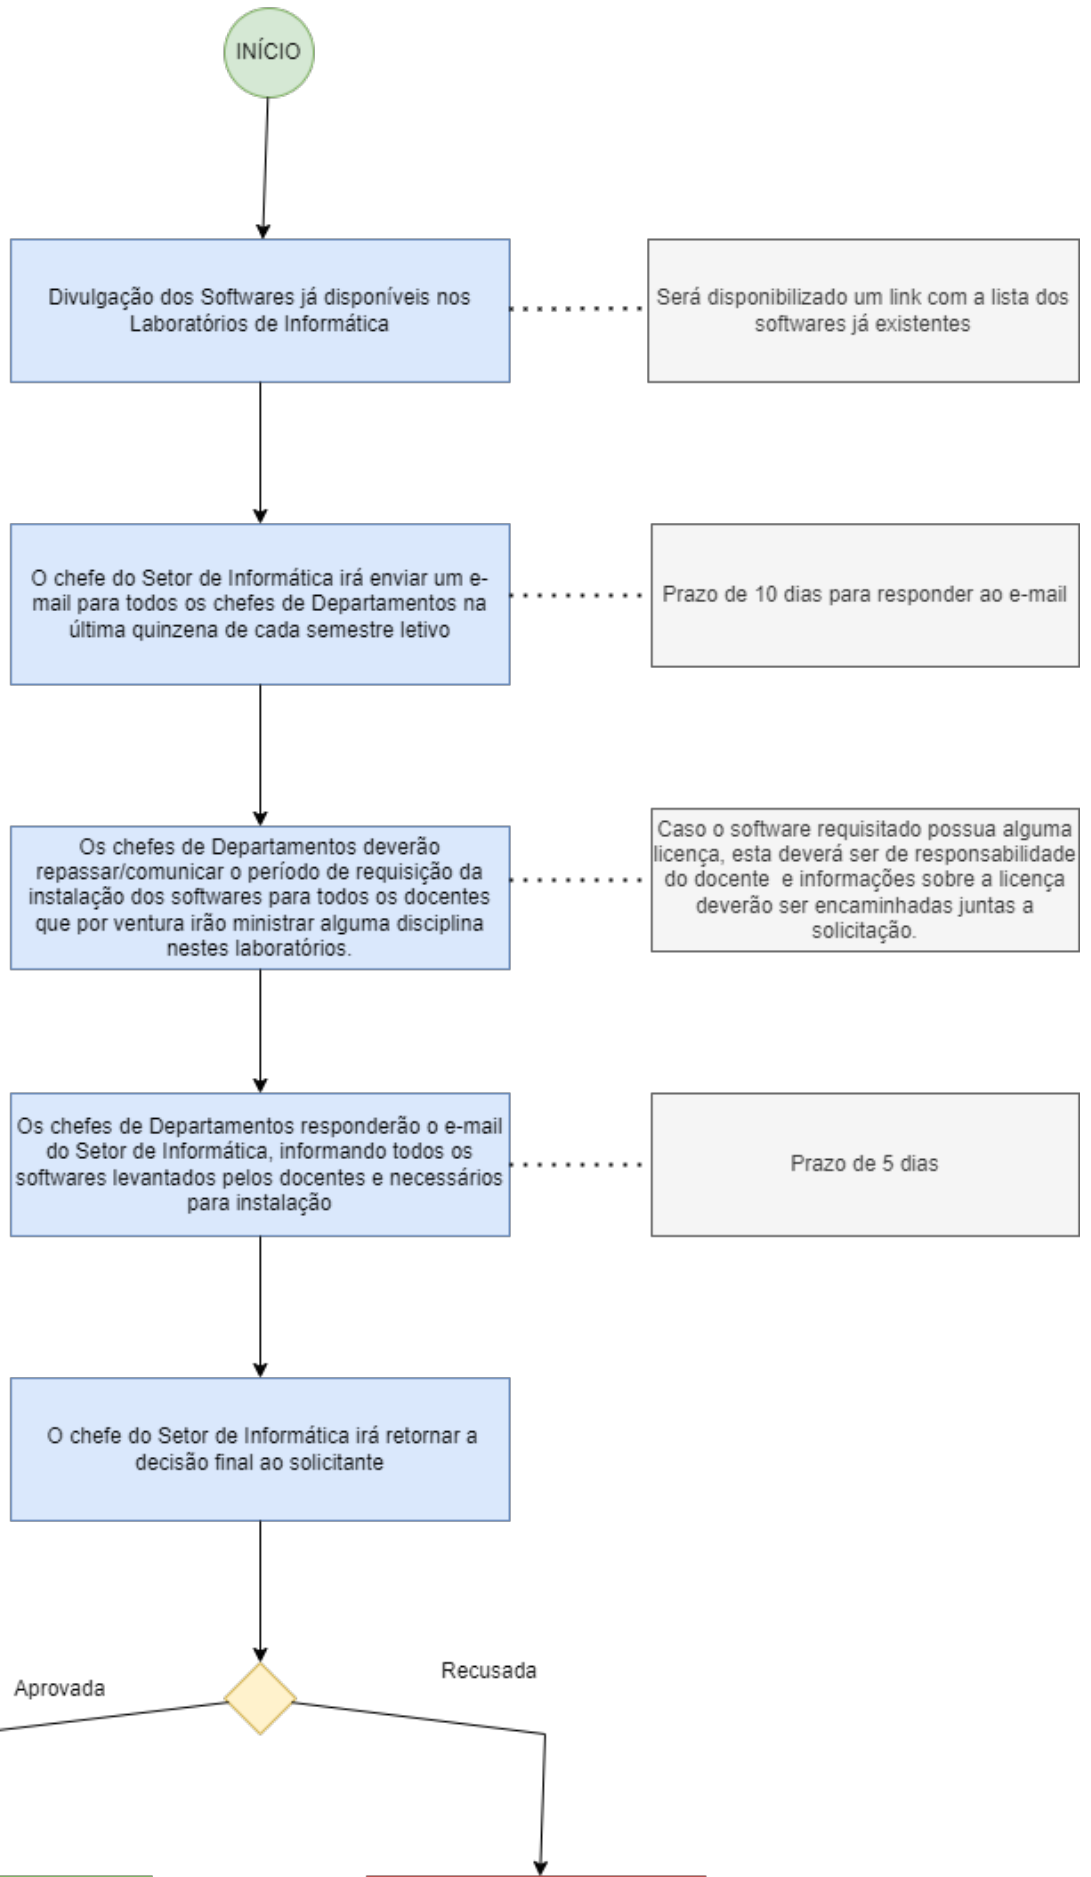 INÍCIO
Divulgação dos Softwares já disponíveis nos
Laboratórios de Informática
Será disponibilizado um link com a lista dos
softwares já existentes
O chefe do Setor de Informática irá enviar um e-
mail para todos os chefes de Departamentos na
última quinzena de cada semestre letivo
Prazo de 10 dias para responder ao e-mail
Os chefes de Departamentos deverão
repassar/comunicar o período de requisição da
instalação dos softwares para todos os docentes
que por ventura irão ministrar alguma disciplina
nestes laboratórios.
Caso o software requisitado possua alguma
licença, esta deverá ser de responsabilidade
do docente  e informações sobre a licença
deverão ser encaminhadas juntas a
solicitação.
Os chefes de Departamentos responderão o e-mail
do Setor de Informática, informando todos os
softwares levantados pelos docentes e necessários
para instalação
Prazo de 5 dias
O chefe do Setor de Informática irá retornar a
decisão final ao solicitante
Aprovada
Recusada